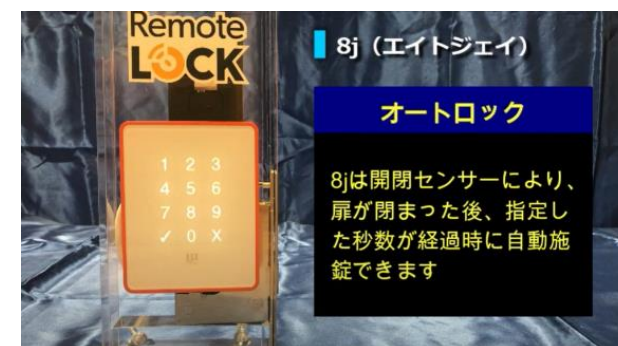 Remote
LOCK
1 2 3
4 5 6
7 8 9
✓ 0 X
8j（エイトジェイ）
オートロック
8jは開閉センサーにより、
扉が閉まった後、指定し
た秒数が経過時に自動施
錠できます